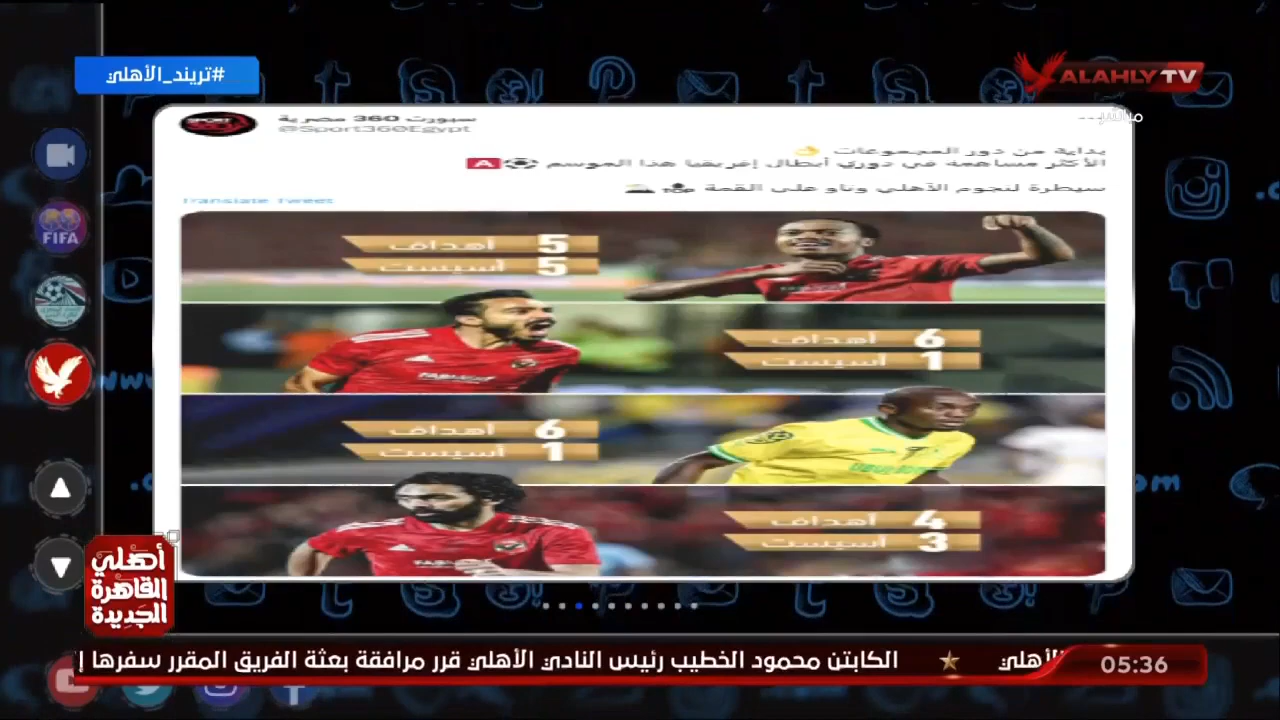 #تريند_الأهلي
ALAHLY TV
مباشر
سبورت 360 مصرية
@Sport360Egypt
بداية من دور المجموعات 👌
الأكثر مساهمة في دوري أبطال إفريقيا هذا الموسم ⚽🅰
سيطرة لنجوم الأهلي وناو على القمة 🔝
Translate Tweet
5 أهداف
5 أسيست
6 أهداف
1 أسيست
6 أهداف
1 أسيست
4 أهداف
3 أسيست
FIFA
أهلي
القاهرة
الجديدة
الأهلي ★ الكابتن محمود الخطيب رئيس النادي الأهلي قرر مرافقة بعثة الفريق المقرر سفرها
05:36